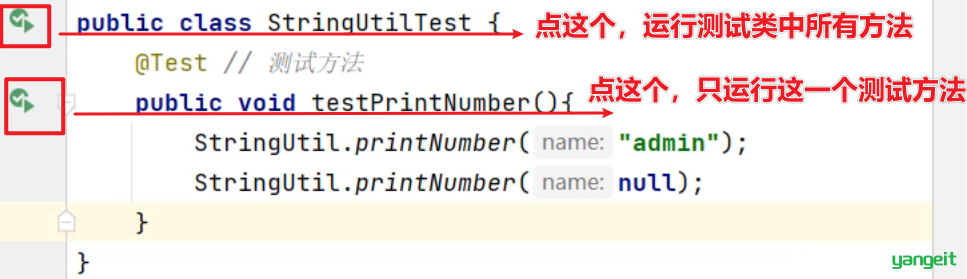 public class StringUtilTest {
点这个，运行测试类中所有方法
@Test // 测试方法
点这个，只运行这一个测试方法
public void testPrintNumber(){
StringUtil.printNumber( name: "admin");
StringUtil.printNumber( name: null);
}
}
yangeit